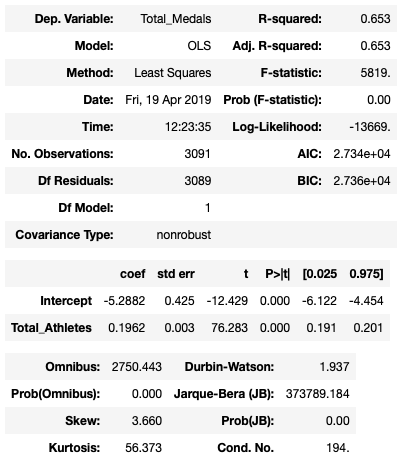 Dep. Variable: Total_Medals R-squared: 0.653
Model: OLS Adj. R-squared: 0.653
Method: Least Squares F-statistic: 5819.
Date: Fri, 19 Apr 2019 Prob (F-statistic): 0.00
Time: 12:23:35 Log-Likelihood: -13669.
No. Observations: 3091 AIC: 2.734e+04
Df Residuals: 3089 BIC: 2.736e+04
Df Model: 1
Covariance Type: nonrobust
coef std err t P>|t| [0.025 0.975]
Intercept -5.2882 0.425 -12.429 0.000 -6.122 -4.454
Total_Athletes 0.1962 0.003 76.283 0.000 0.191 0.201
Omnibus: 2750.443 Durbin-Watson: 1.937
Prob(Omnibus): 0.000 Jarque-Bera (JB): 373789.184
Skew: 3.660 Prob(JB): 0.00
Kurtosis: 56.373 Cond. No. 194.